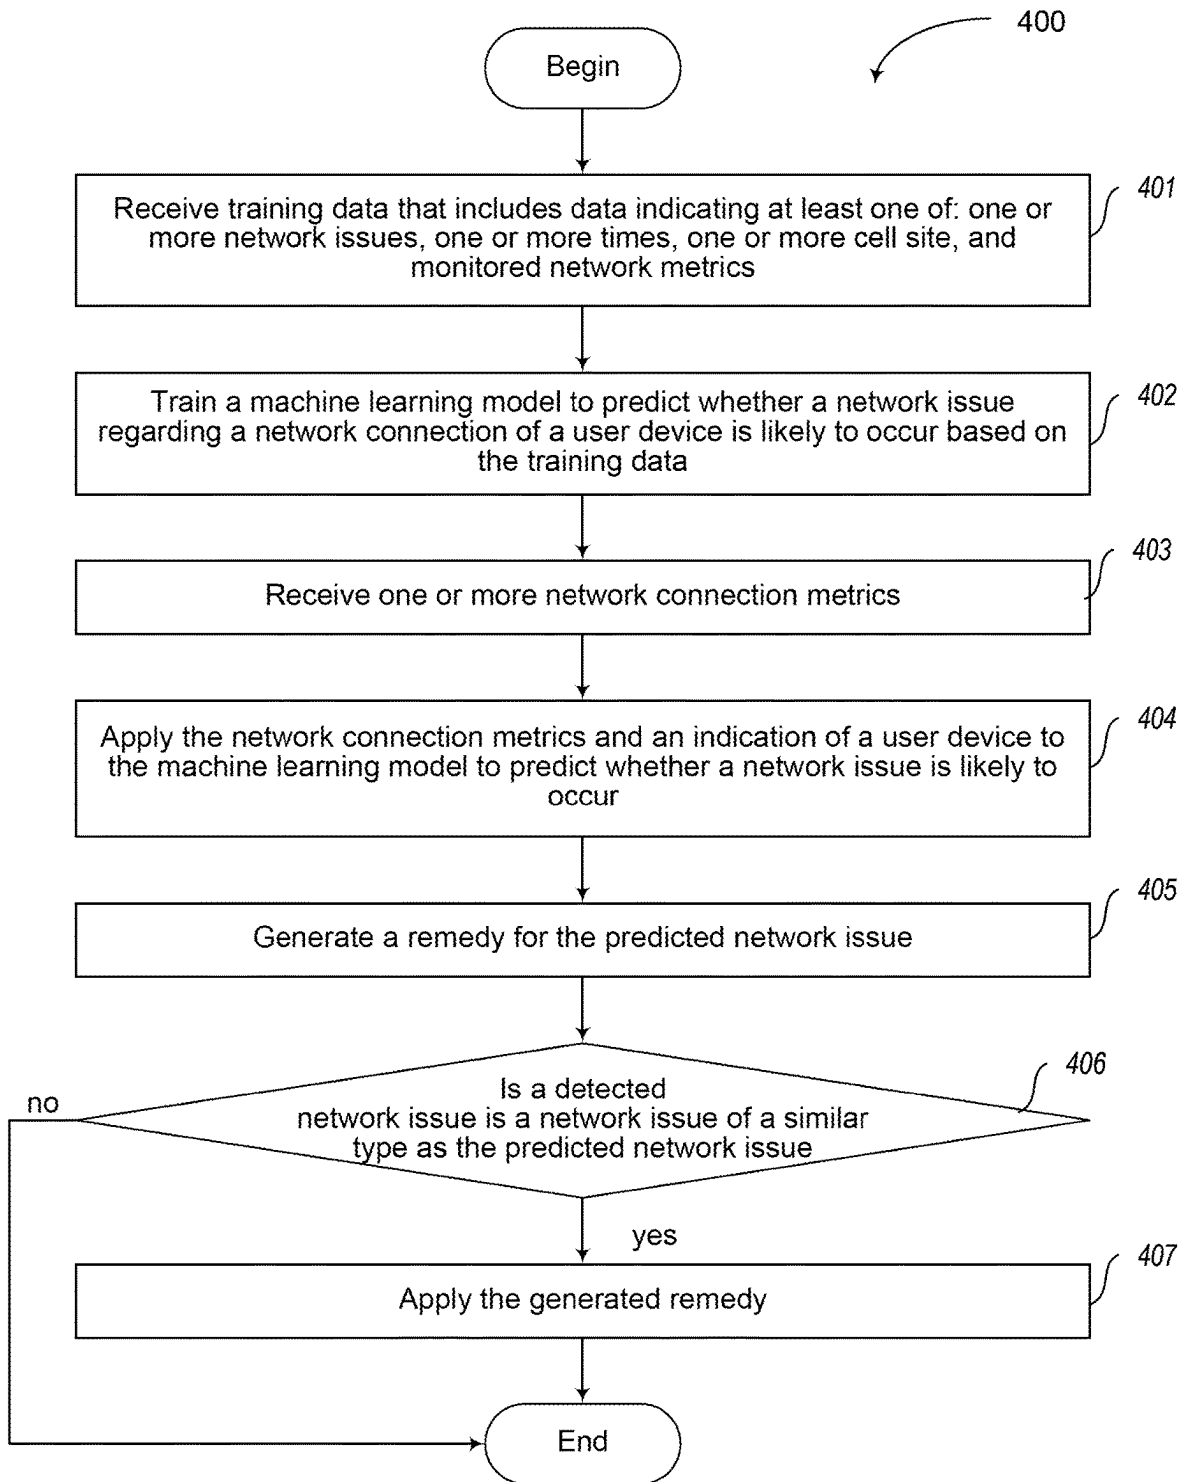 400
Begin
401
Receive training data that includes data indicating at least one of: one or
more network issues, one or more times, one or more cell site, and
monitored network metrics
402
Train a machine learning model to predict whether a network issue
regarding a network connection of a user device is likely to occur based on
the training data
403
Receive one or more network connection metrics
404
Apply the network connection metrics and an indication of a user device to
the machine learning model to predict whether a network issue is likely to
occur
405
Generate a remedy for the predicted network issue
406
Is a detected
network issue is a network issue of a similar
type as the predicted network issue
no
yes
407
Apply the generated remedy
End